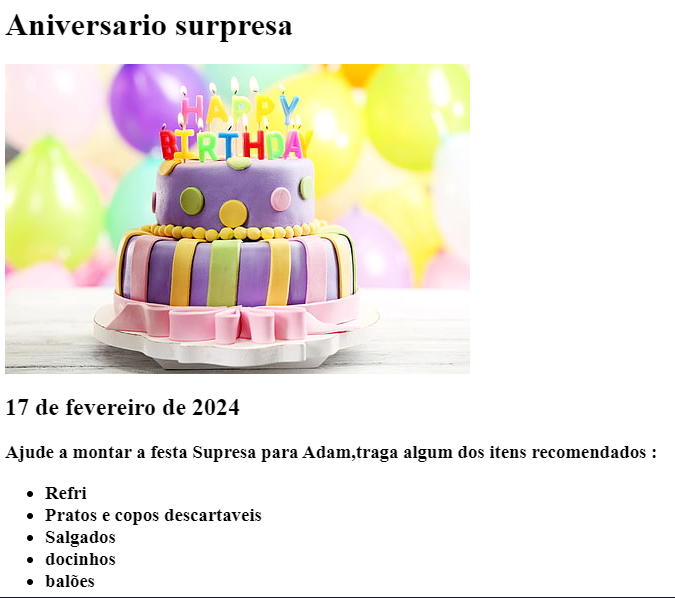 Aniversario surpresa
HAPPY
BIRTHDAY
17 de fevereiro de 2024
Ajude a montar a festa Supresa para Adam,traga algum dos itens recomendados :
Refri
Pratos e copos descartaveis
Salgados
docinhos
balões